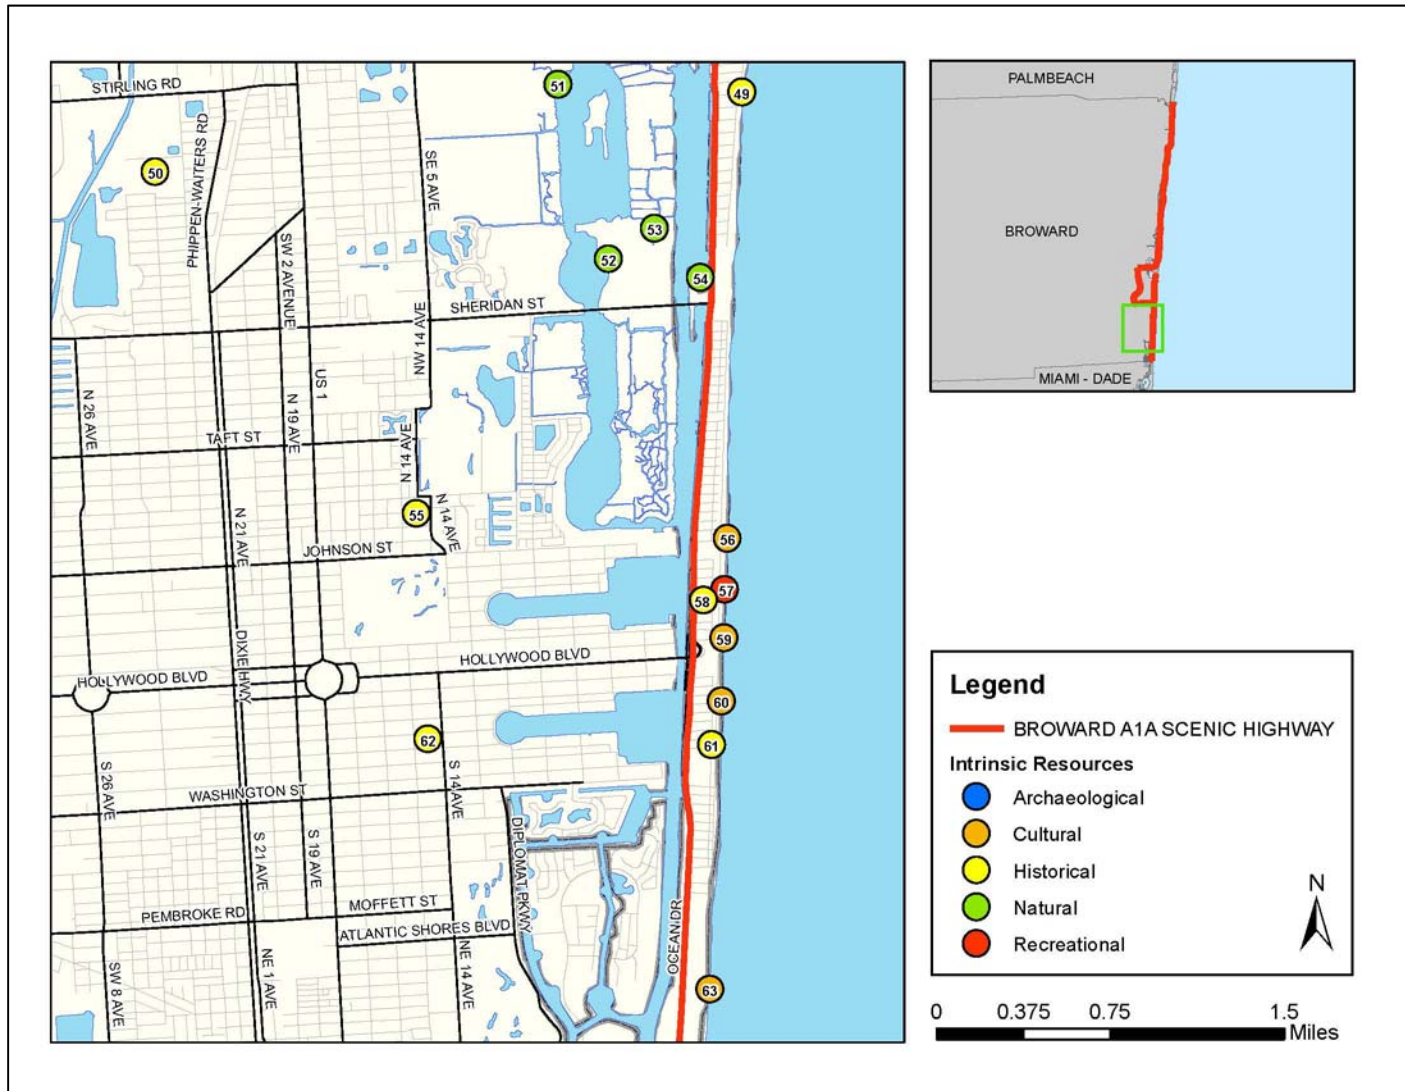 STIRLING RD
51
49
PHIPPEN-WAITERS RD
50
SE 5 AVE
SW 2 AVENUE
53
52
54
SHERIDAN ST
NW 14 AVE
US 1
N 26 AVE
N 19 AVE
TAFT ST
N 14 AVE
N 14 AVE
55
N 21 AVE
JOHNSON ST
56
57
58
59
DIXIE HWY
HOLLYWOOD BLVD
HOLLYWOOD BLVD
60
61
62
S 26 AVE
S 14 AVE
WASHINGTON ST
DIPLOMAT PKWY
S 21 AVE
S 19 AVE
MOFFETT ST
PEMBROKE RD
ATLANTIC SHORES BLVD
OCEAN DR
SW 8 AVE
NE 1 AVE
NE 14 AVE
63
PALMBEACH
BROWARD
MIAMI - DADE
Legend
BROWARD A1A SCENIC HIGHWAY
Intrinsic Resources
Archaeological
Cultural
Historical
Natural
Recreational
N
0 0.375 0.75 1.5
Miles